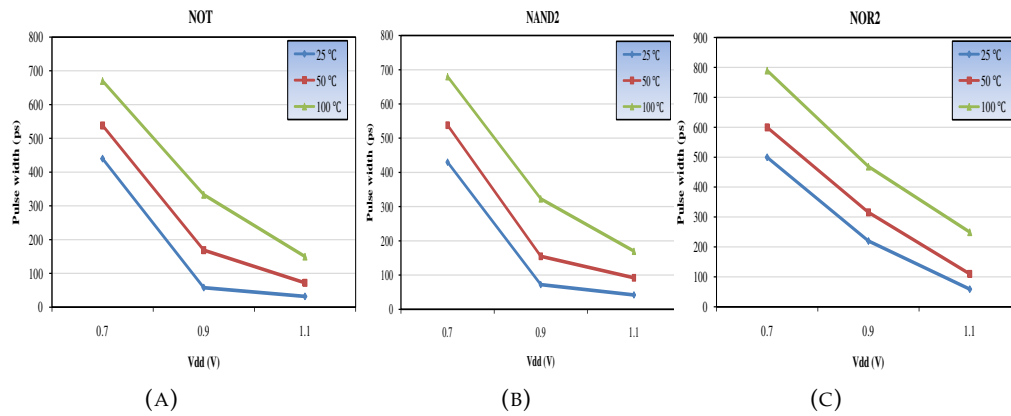 NOT
800
700
600
500
400
300
200
100
0
Pulse width (ps)
0.7 0.9 1.1
Vdd (V)
25 °C
50 °C
100 °C
(A)
NAND2
800
700
600
500
400
300
200
100
0
Pulse width (ps)
0.7 0.9 1.1
Vdd (V)
25 °C
50 °C
100 °C
(B)
NOR2
900
800
700
600
500
400
300
200
100
0
Pulse width (ps)
0.7 0.9 1.1
Vdd (V)
25 °C
50 °C
100 °C
(C)